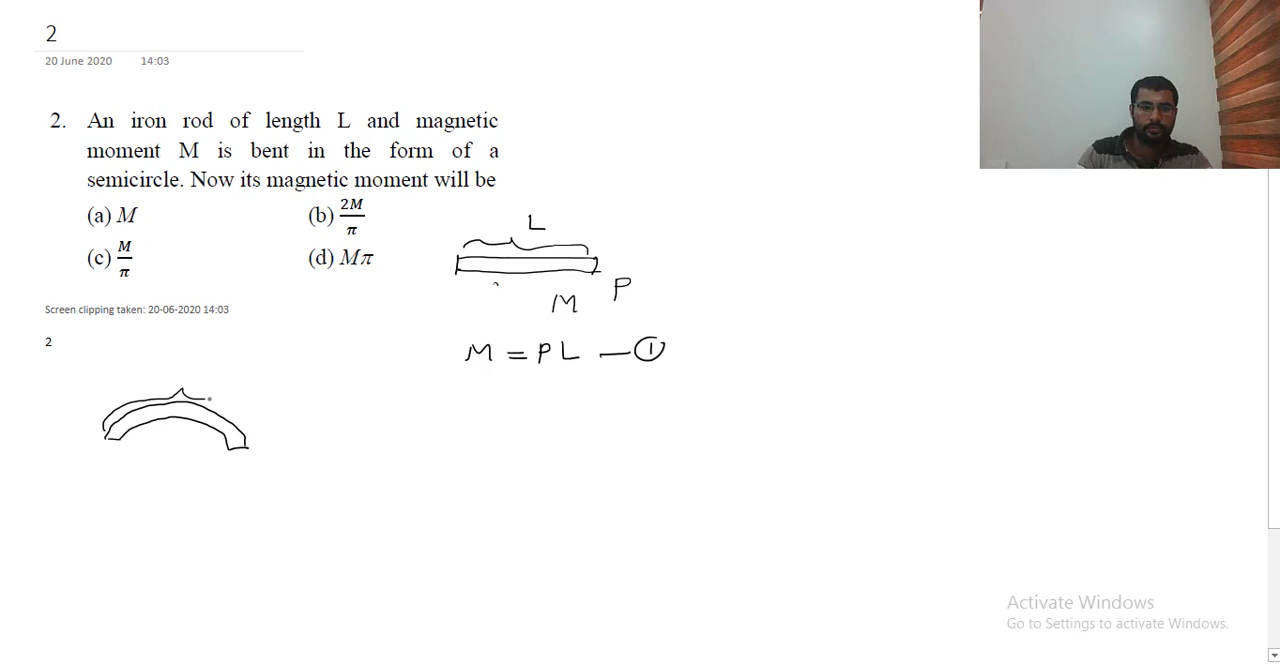 2
20 June 2020 14:03
2. An iron rod of length L and magnetic
moment M is bent in the form of a
semicircle. Now its magnetic moment will be
(a) M (b) 2M/π
(c) M/π (d) Mπ
L
M P
M = PL — ①
Screen clipping taken: 20-06-2020 14:03
2
Activate Windows
Go to Settings to activate Windows.